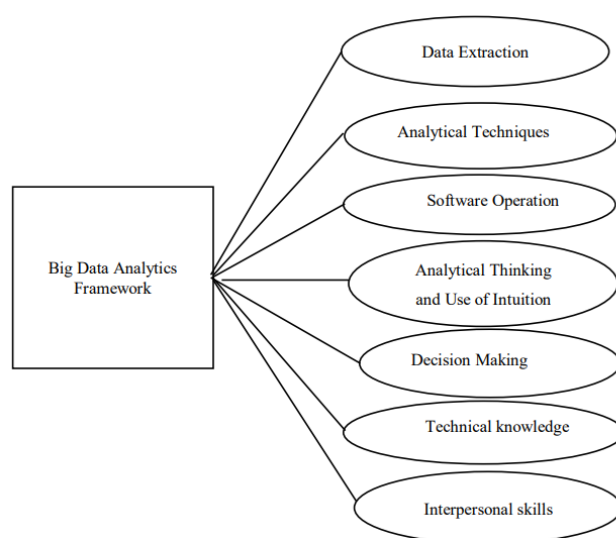 Data Extraction
Analytical Techniques
Software Operation
Big Data Analytics
Framework
Analytical Thinking
and Use of Intuition
Decision Making
Technical knowledge
Interpersonal skills